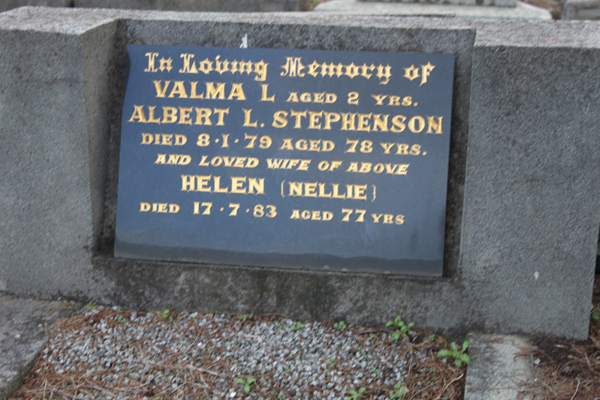 In Loving Memory of
VALMA L AGED 2 YRS.
ALBERT L. STEPHENSON
DIED 8·1·79 AGED 78 YRS.
AND LOVED WIFE OF ABOVE
HELEN (NELLIE)
DIED 17·7·83 AGED 77 YRS